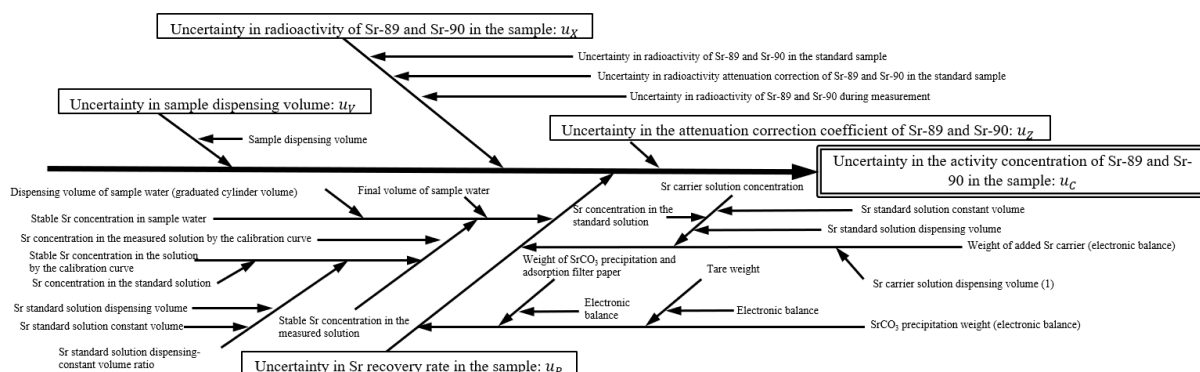 Uncertainty in radioactivity of Sr-89 and Sr-90 in the sample: u_X
Uncertainty in radioactivity of Sr-89 and Sr-90 in the standard sample
Uncertainty in radioactivity attenuation correction of Sr-89 and Sr-90 in the standard sample
Uncertainty in radioactivity of Sr-89 and Sr-90 during measurement
Uncertainty in sample dispensing volume: u_V
Sample dispensing volume
Uncertainty in the attenuation correction coefficient of Sr-89 and Sr-90: u_Z
Uncertainty in the activity concentration of Sr-89 and Sr-
90 in the sample: u_C
Dispensing volume of sample water (graduated cylinder volume)
Final volume of sample water
Sr carrier solution concentration
Stable Sr concentration in sample water
Sr concentration in the
standard solution
Sr standard solution constant volume
Sr standard solution dispensing volume
Sr concentration in the measured solution by the calibration curve
Weight of added Sr carrier (electronic balance)
Stable Sr concentration in the solution
by the calibration curve
Weight of SrCO₃ precipitation and
adsorption filter paper
Tare weight
Sr concentration in the standard solution
Sr carrier solution dispensing volume (1)
Sr standard solution dispensing volume
Electronic
balance
Electronic balance
Sr standard solution constant volume
Stable Sr concentration in the
measured solution
SrCO₃ precipitation weight (electronic balance)
Sr standard solution dispensing-
constant volume ratio
Uncertainty in Sr recovery rate in the sample: u_R